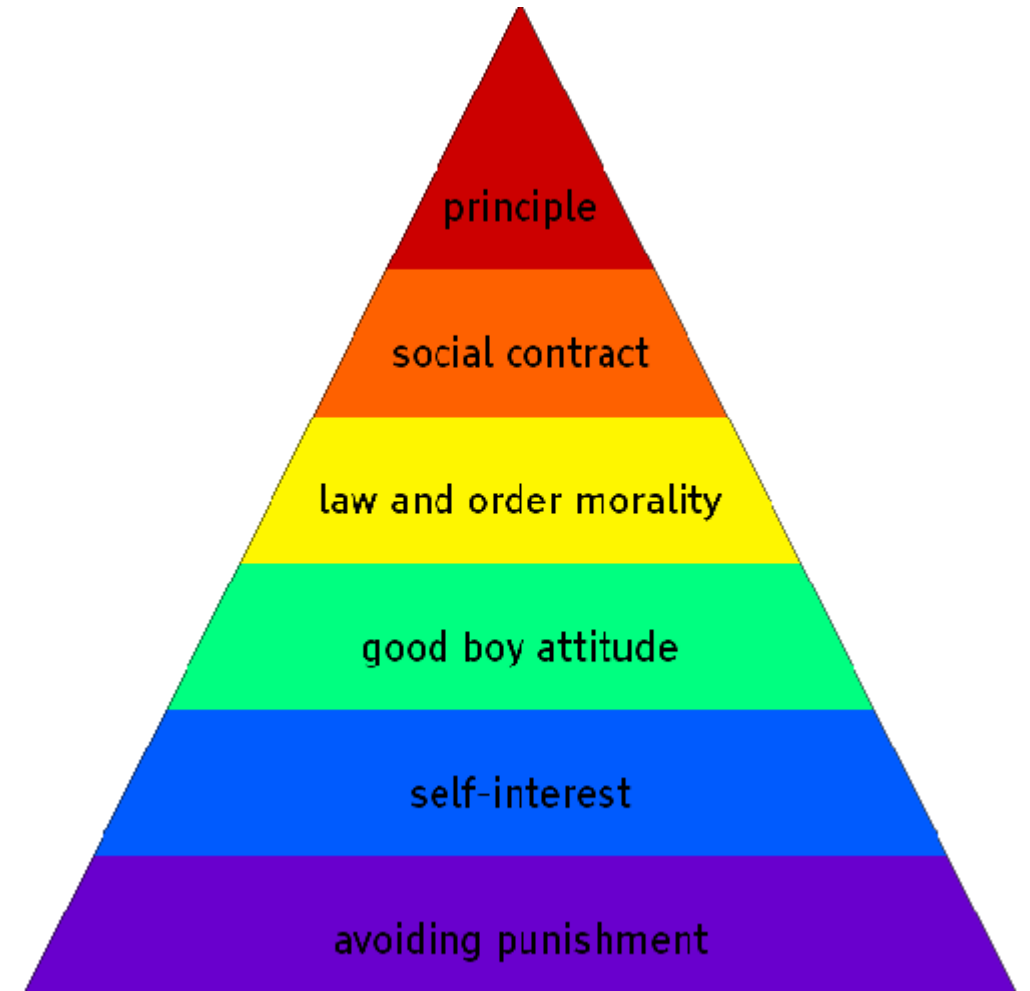 principle
social contract
law and order morality
good boy attitude
self-interest
avoiding punishment